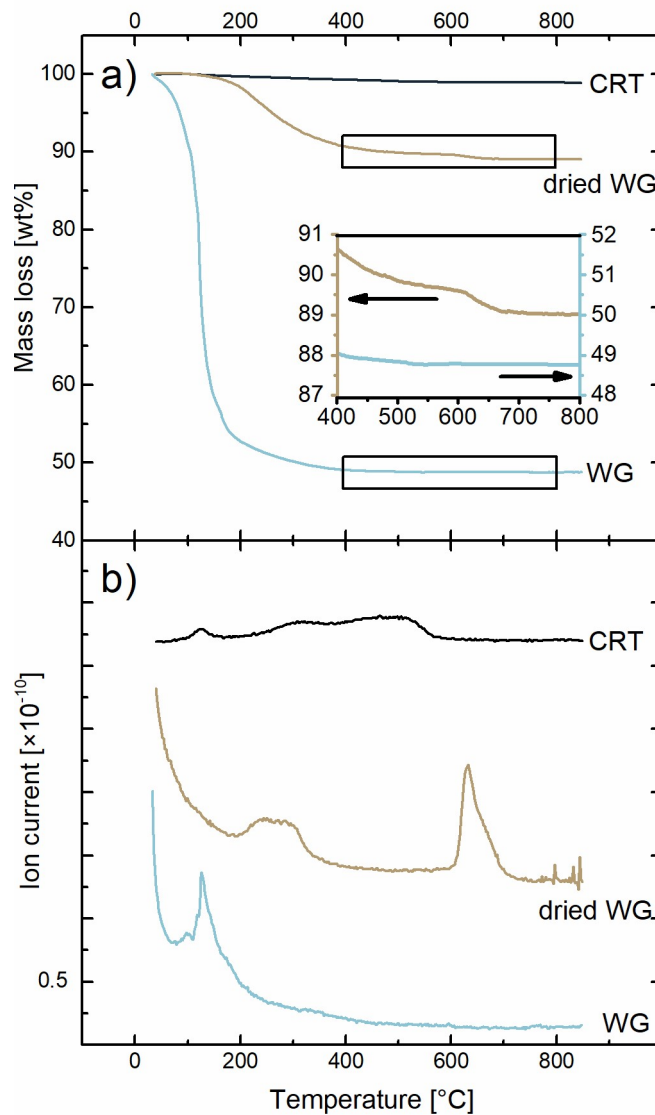 0 200 400 600 800
a)
100
90
80
70
60
50
40
Mass loss [wt%]
CRT
dried WG
91
90
89
88
87
52
51
50
49
48
400 500 600 700 800
WG
b)
CRT
Ion current [×10⁻¹⁰]
dried WG
0.5
WG
0 200 400 600 800
Temperature [°C]